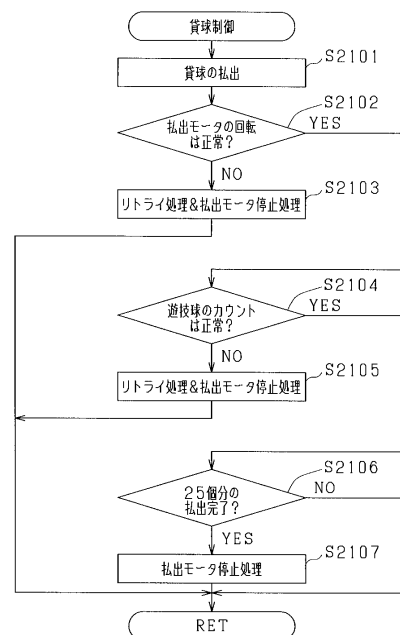 貸球制御
貸球の払出
S2101
払出モータの回転
は正常？
S2102
YES
NO
リトライ処理&払出モータ停止処理
S2103
遊技球のカウント
は正常？
S2104
YES
NO
リトライ処理&払出モータ停止処理
S2105
25個分の
払出完了？
S2106
NO
YES
払出モータ停止処理
S2107
RET